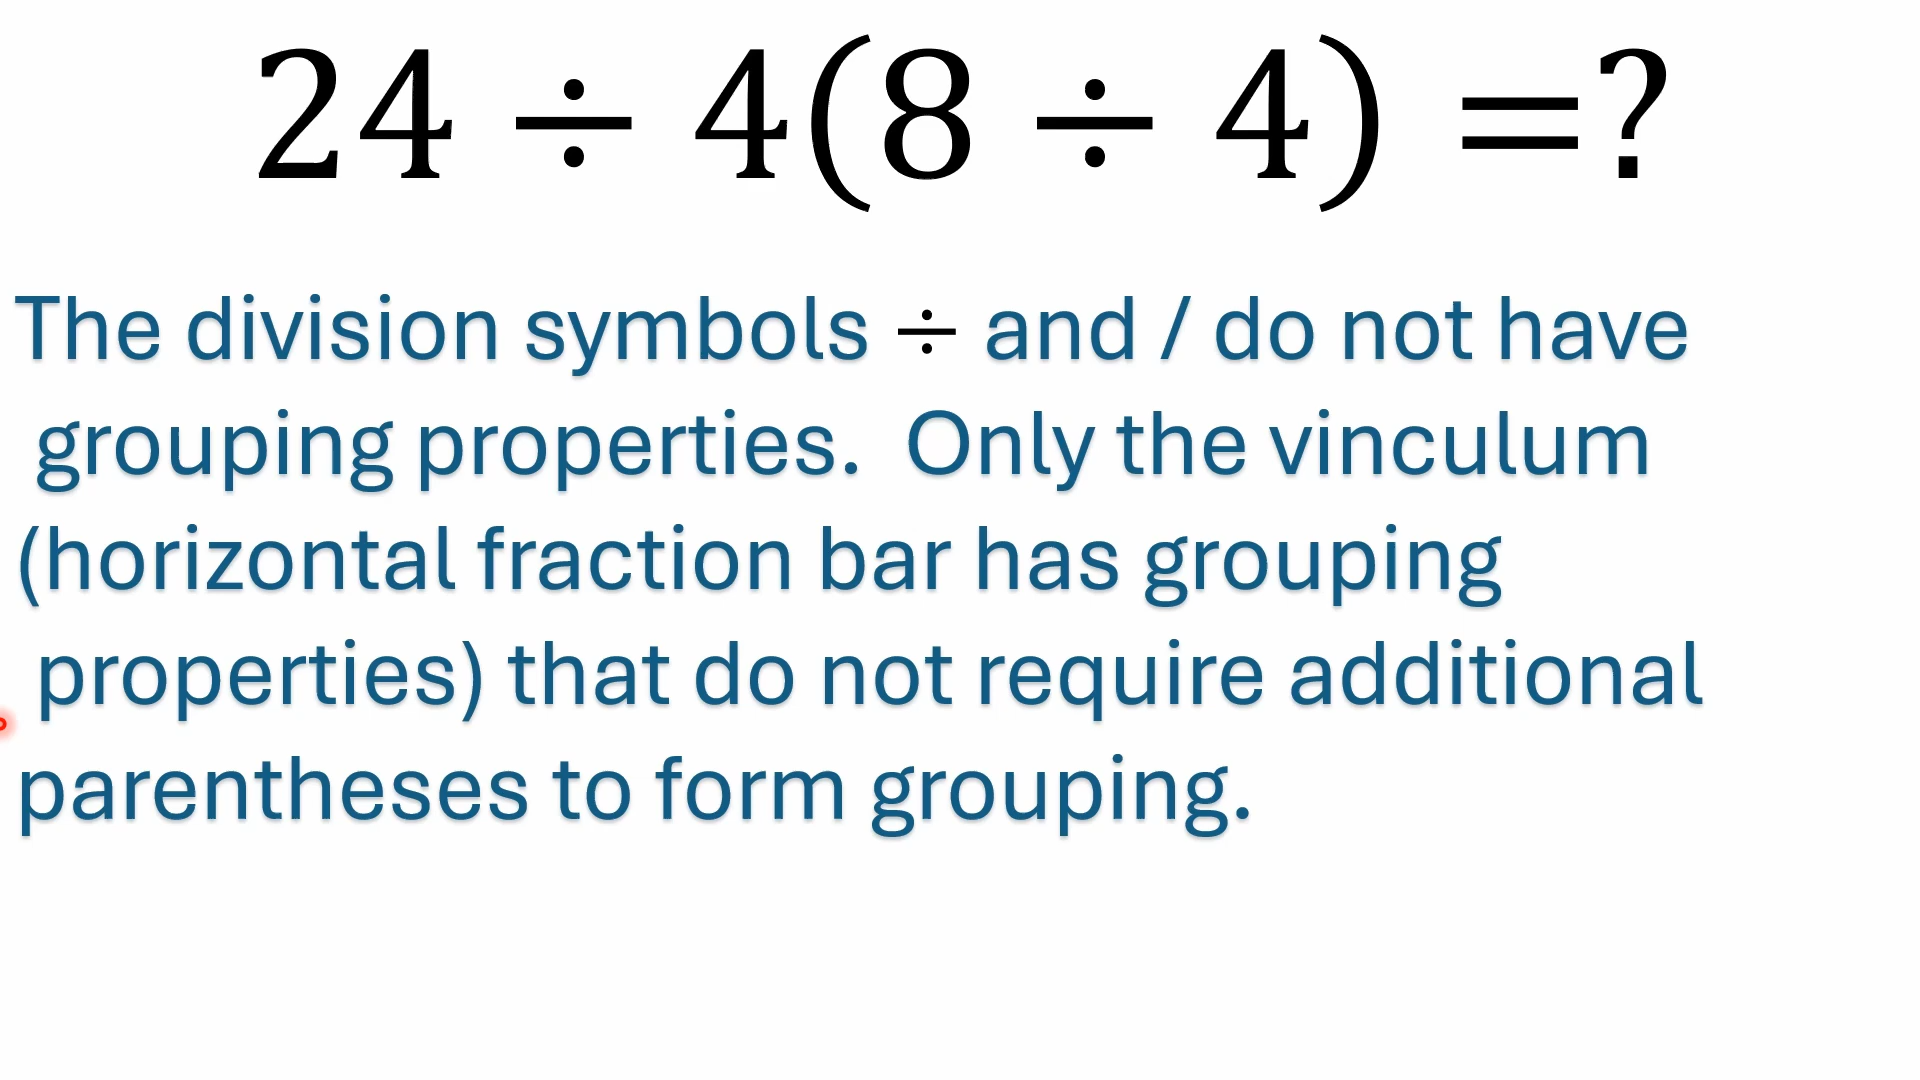 24 ÷ 4(8 ÷ 4) =?
The division symbols ÷ and / do not have
grouping properties. Only the vinculum
(horizontal fraction bar has grouping
properties) that do not require additional
parentheses to form grouping.